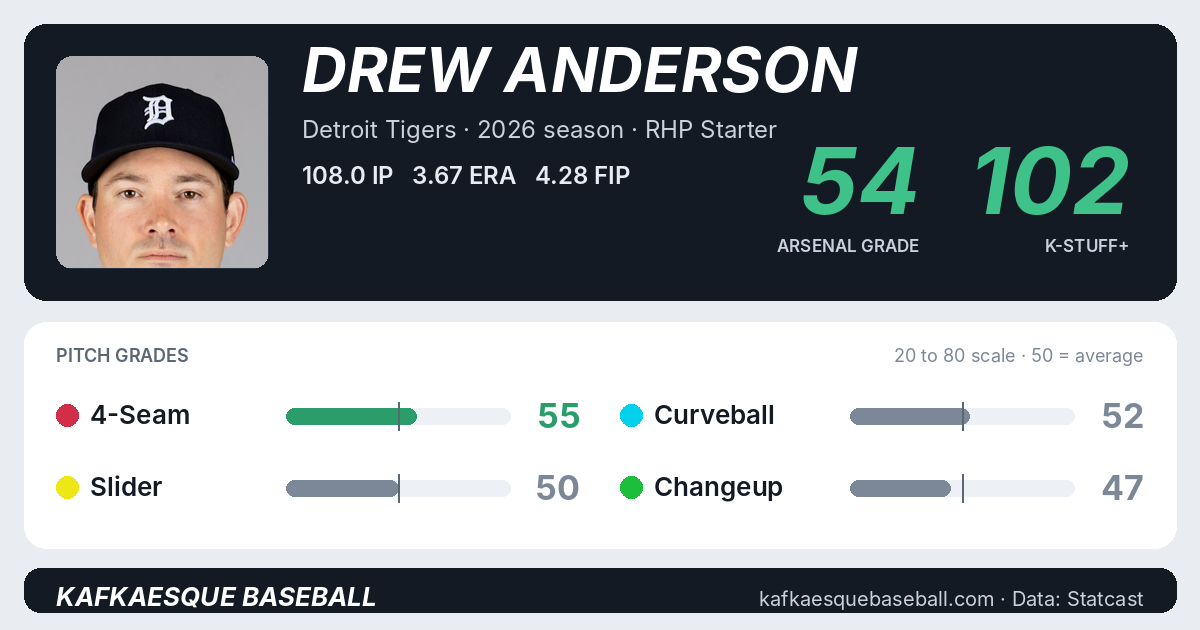 DREW ANDERSON
Detroit Tigers · 2026 season · RHP Starter
108.0 IP 3.67 ERA 4.28 FIP
54 102
ARSENAL GRADE K-STUFF+
PITCH GRADES 20 to 80 scale · 50 = average
4-Seam 55 Curveball 52
Slider 50 Changeup 47
KAFKAESQUE BASEBALL kafkaesquebaseball.com · Data: Statcast